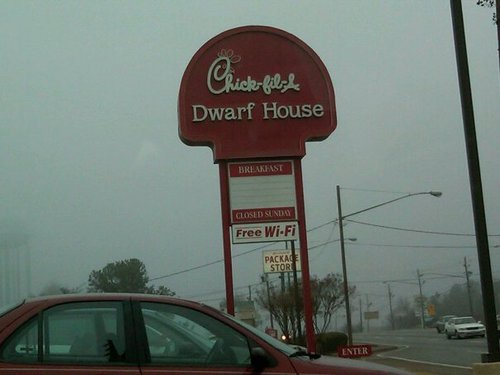 Chick-fil-A
Dwarf House
BREAKFAST
CLOSED SUNDAY
Free Wi-Fi
PACKAGE
STORE
ENTER